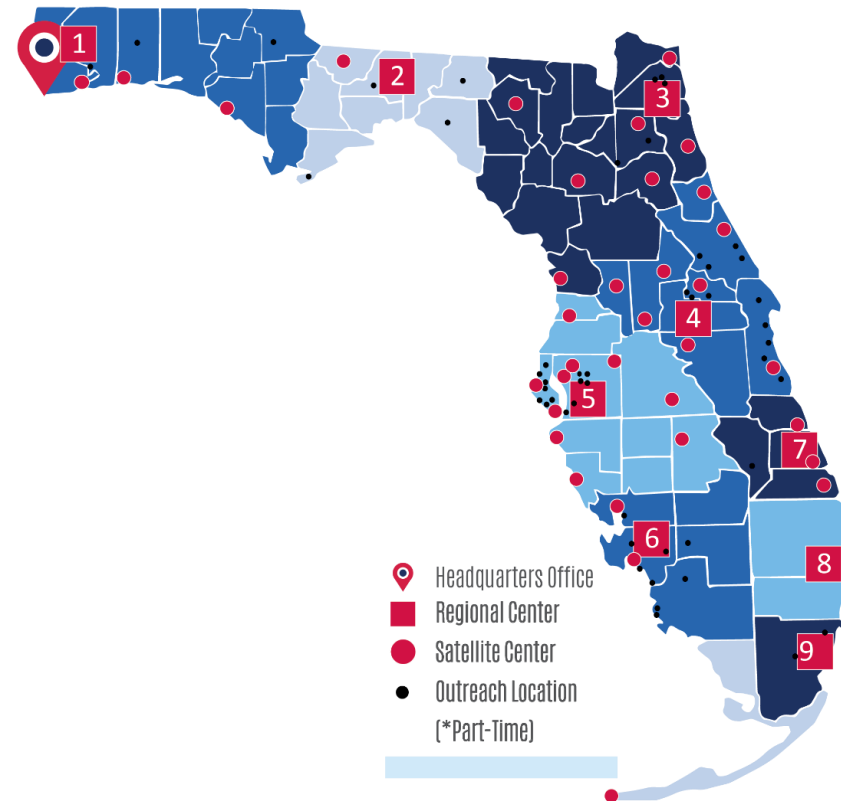 1
2
3
4
5
7
6
8
9
Headquarters Office
Regional Center
Satellite Center
Outreach Location
(*Part-Time)